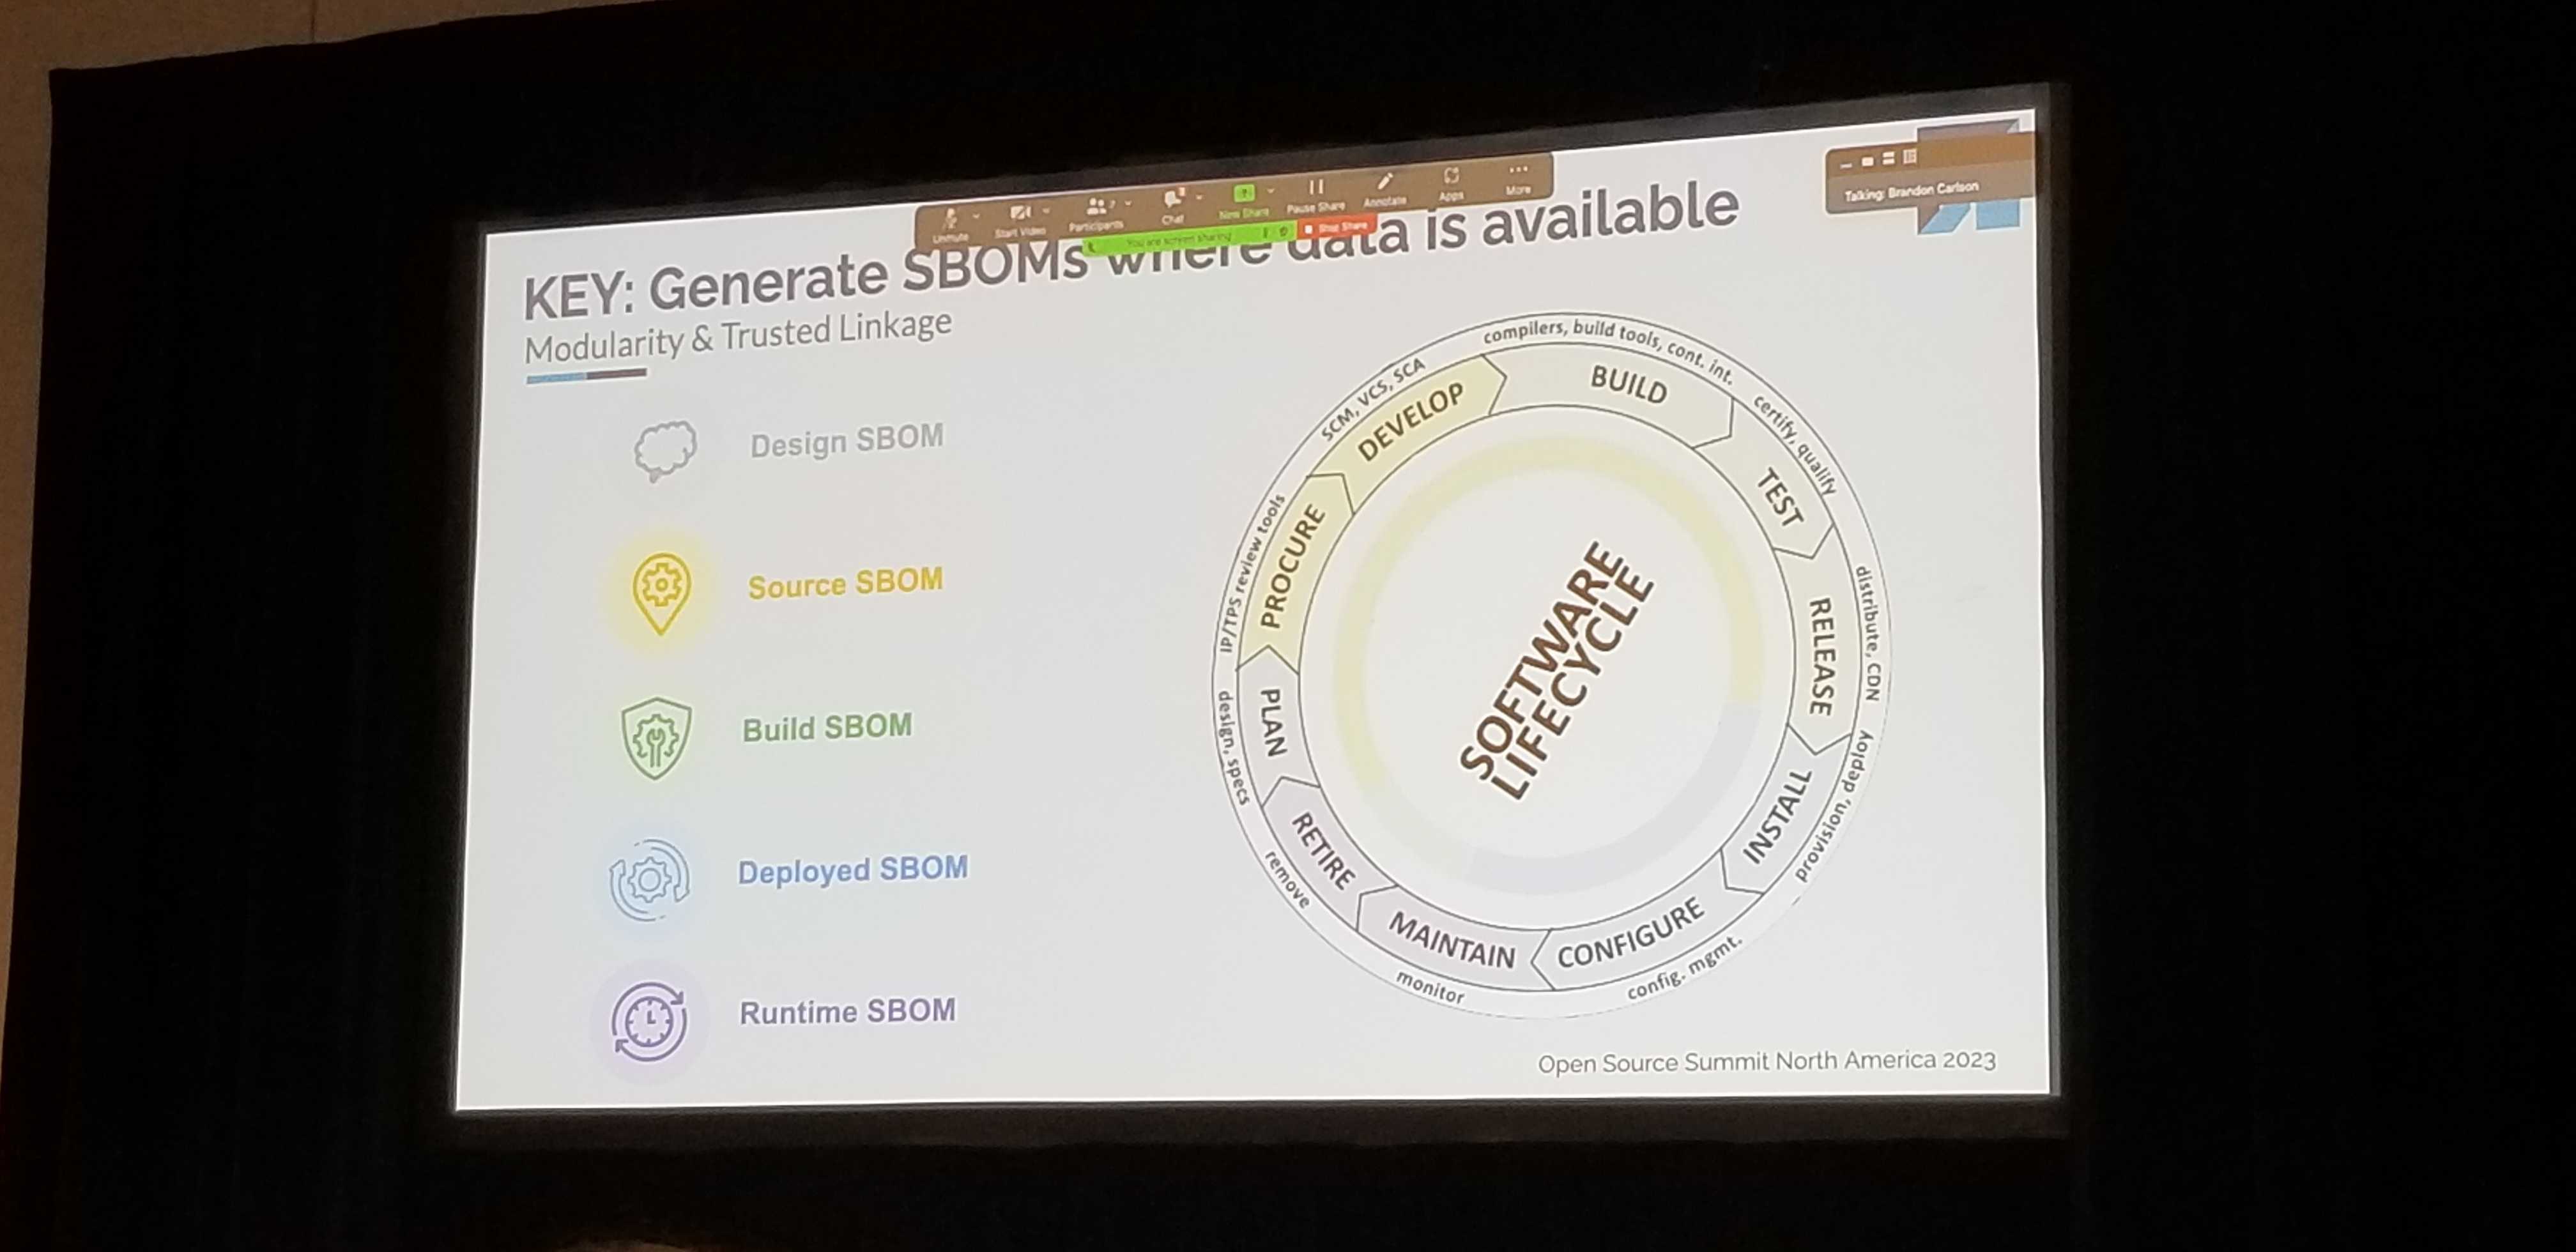 Unmute
Start Video
Participants
Chat
New Share
Pause Share
Annotate
Apps
More
You are screen sharing
Stop Share
Talking: Brandon Carlson
KEY: Generate SBOMs where data is available
Modularity & Trusted Linkage
Design SBOM
Source SBOM
Build SBOM
Deployed SBOM
Runtime SBOM
SOFTWARE
LIFECYCLE
PLAN
design, specs
PROCURE
IP/TPS review tools
DEVELOP
SCM, VCS, SCA
BUILD
compilers, build tools, cont. int.
TEST
certify, qualify
RELEASE
distribute, CDN
INSTALL
provision, deploy
CONFIGURE
config. mgmt.
MAINTAIN
monitor
RETIRE
remove
Open Source Summit North America 2023